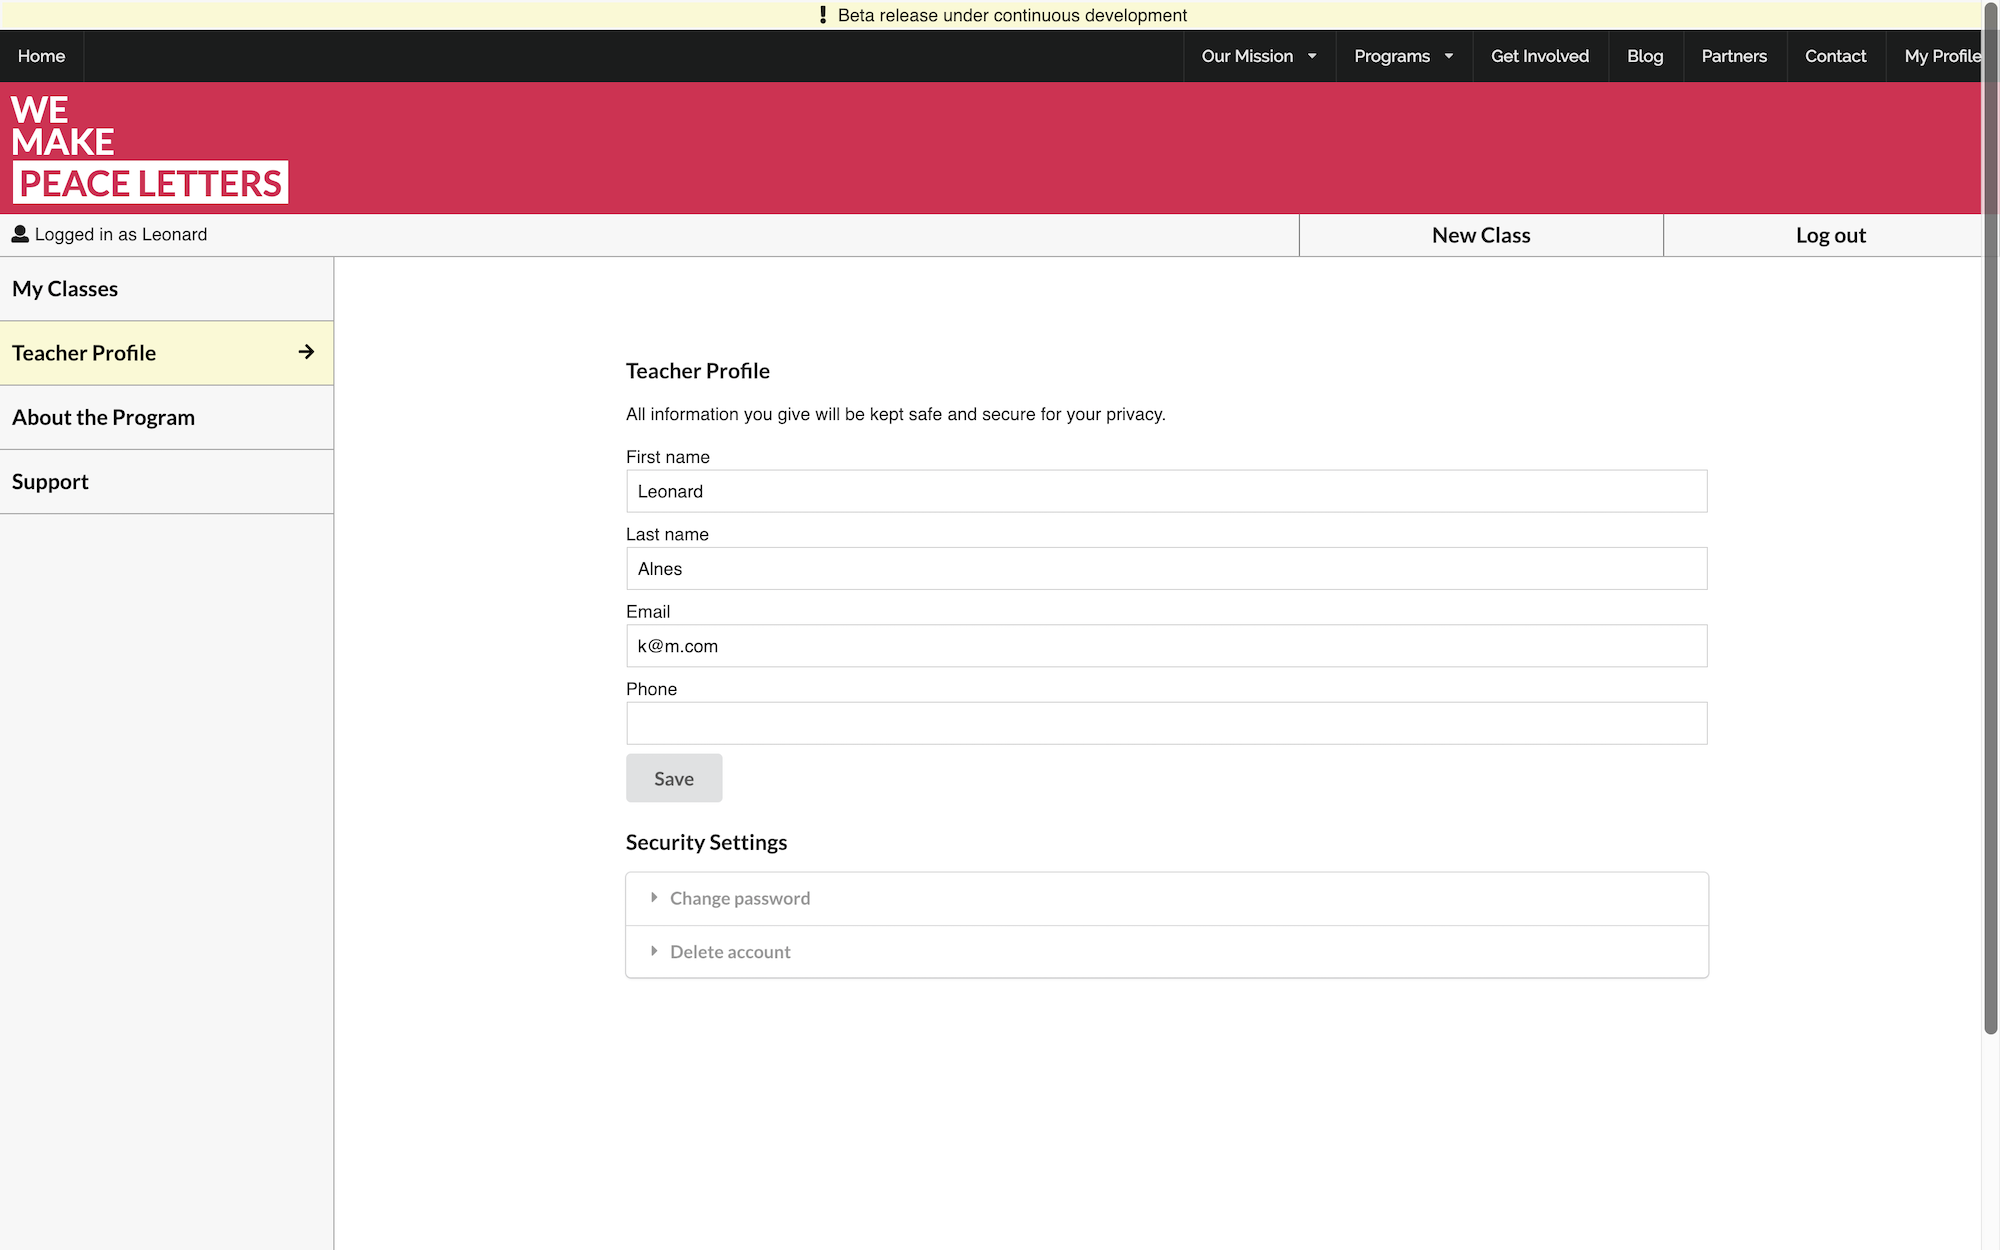 Beta release under continuous development
Home
Our Mission
Programs
Get Involved
Blog
Partners
Contact
My Profile
WE
MAKE
PEACE LETTERS
Logged in as Leonard
New Class
Log out
My Classes
Teacher Profile
About the Program
Support
Teacher Profile
All information you give will be kept safe and secure for your privacy.
First name
Leonard
Last name
Alnes
Email
k@m.com
Phone
Save
Security Settings
Change password
Delete account